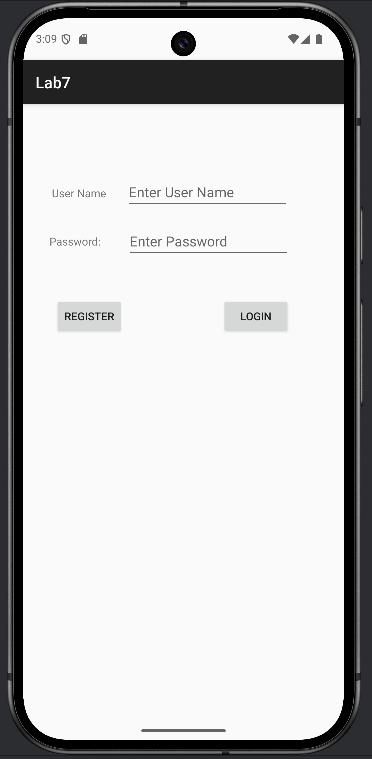 3:09
Lab7
User Name Enter User Name
Password: Enter Password
REGISTER LOGIN